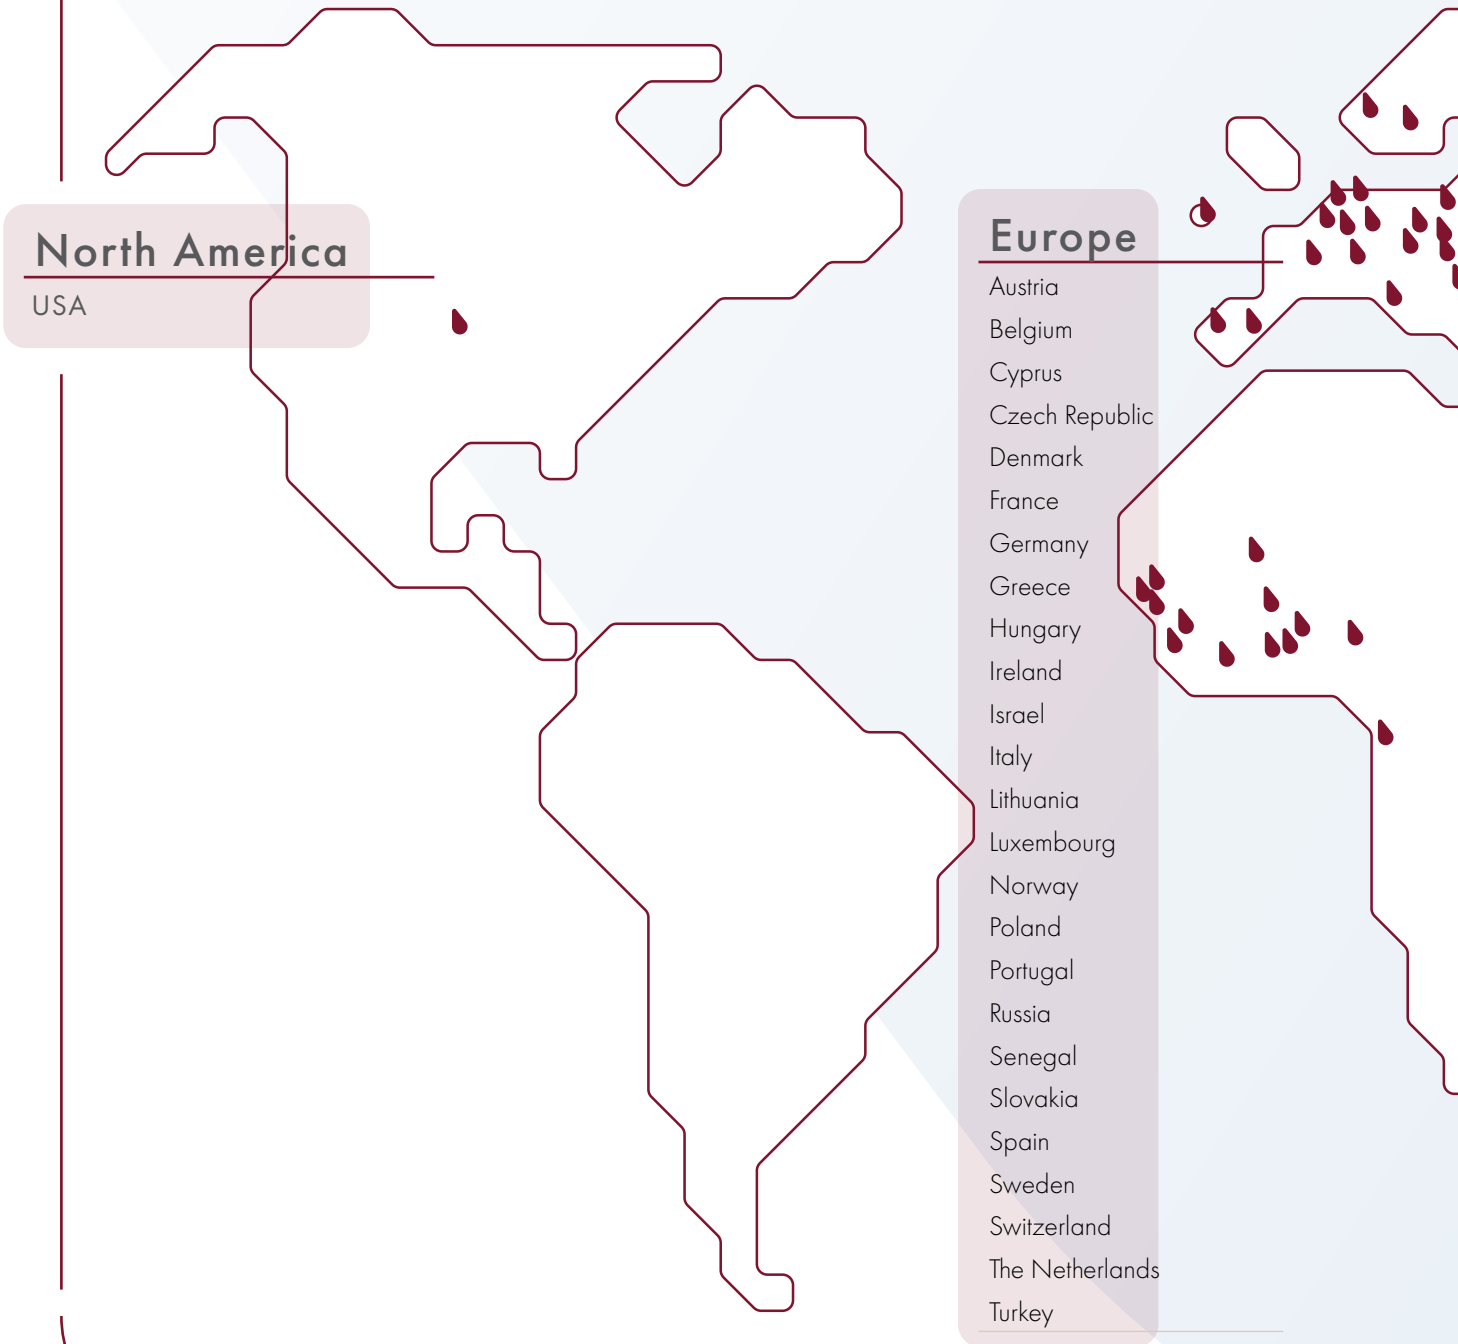 North America
USA
Europe
Austria
Belgium
Cyprus
Czech Republic
Denmark
France
Germany
Greece
Hungary
Ireland
Israel
Italy
Lithuania
Luxembourg
Norway
Poland
Portugal
Russia
Senegal
Slovakia
Spain
Sweden
Switzerland
The Netherlands
Turkey